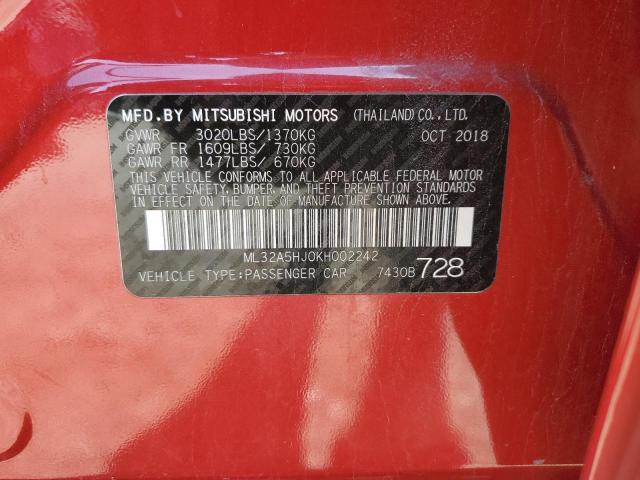 MFD.BY MITSUBISHI MOTORS (THAILAND)CO.,LTD.
GVWR 3020LBS/1370KG OCT 2018
GAWR FR 1609LBS/ 730KG
GAWR RR 1477LBS/ 670KG
THIS VEHICLE CONFORMS TO ALL APPLICABLE FEDERAL MOTOR
VEHICLE SAFETY, BUMPER, AND THEFT PREVENTION STANDARDS
IN EFFECT ON THE DATE OF MANUFACTURE SHOWN ABOVE.
ML32A5HJ0KH002242
VEHICLE TYPE:PASSENGER CAR 7430B 728